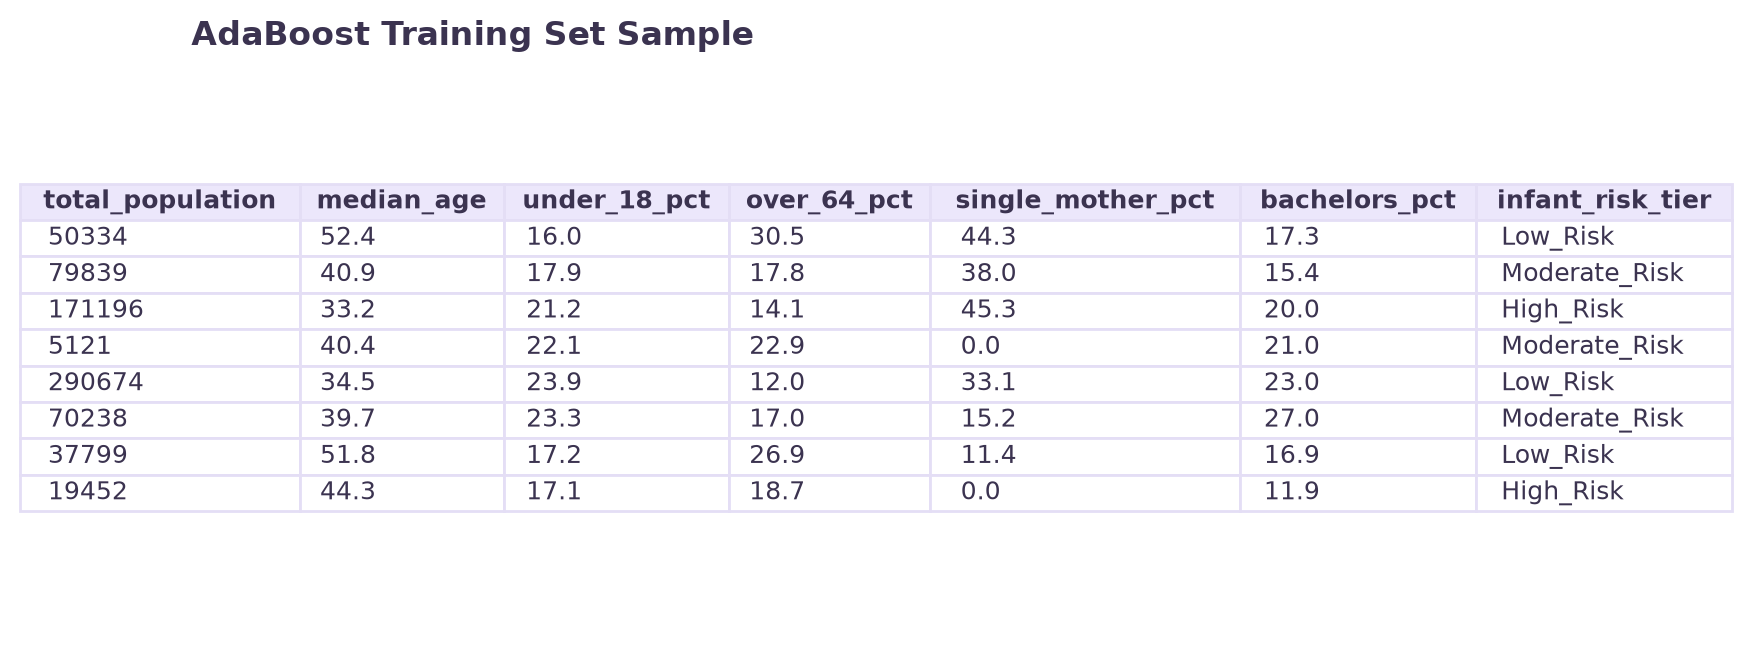 AdaBoost Training Set Sample
total_population median_age under_18_pct over_64_pct single_mother_pct bachelors_pct infant_risk_tier
50334 52.4 16.0 30.5 44.3 17.3 Low_Risk
79839 40.9 17.9 17.8 38.0 15.4 Moderate_Risk
171196 33.2 21.2 14.1 45.3 20.0 High_Risk
5121 40.4 22.1 22.9 0.0 21.0 Moderate_Risk
290674 34.5 23.9 12.0 33.1 23.0 Low_Risk
70238 39.7 23.3 17.0 15.2 27.0 Moderate_Risk
37799 51.8 17.2 26.9 11.4 16.9 Low_Risk
19452 44.3 17.1 18.7 0.0 11.9 High_Risk